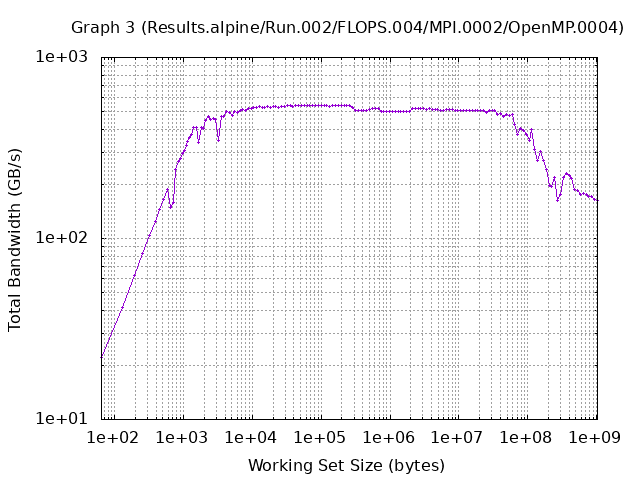 Graph 3 (Results.alpine/Run.002/FLOPS.004/MPI.0002/OpenMP.0004)
1e+03
1e+02
1e+01
Total Bandwidth (GB/s)
1e+02 1e+03 1e+04 1e+05 1e+06 1e+07 1e+08 1e+09
Working Set Size (bytes)